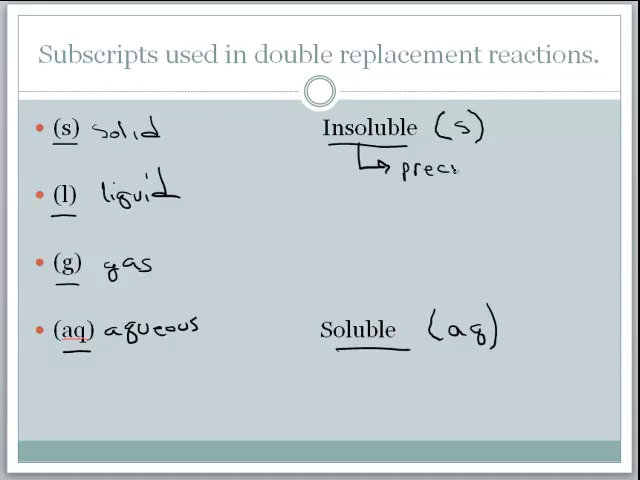 Subscripts used in double replacement reactions.
• (s) solid
Insoluble (s)
→ prec
• (l) liquid
• (g) gas
• (aq) aqueous
Soluble (aq)